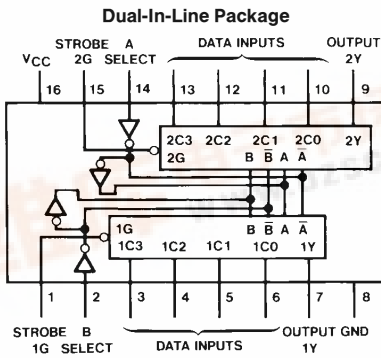 Dual-In-Line Package
STROBE A DATA INPUTS OUTPUT
VCC 2G SELECT 2Y
16 15 14 13 12 11 10 9
2C3 2C2 2C1 2C0 2Y
2G B B̅ A A̅
1G B B̅ A A̅
1C3 1C2 1C1 1C0 1Y
1 2 3 4 5 6 7 8
STROBE B DATA INPUTS OUTPUT GND
1G SELECT 1Y